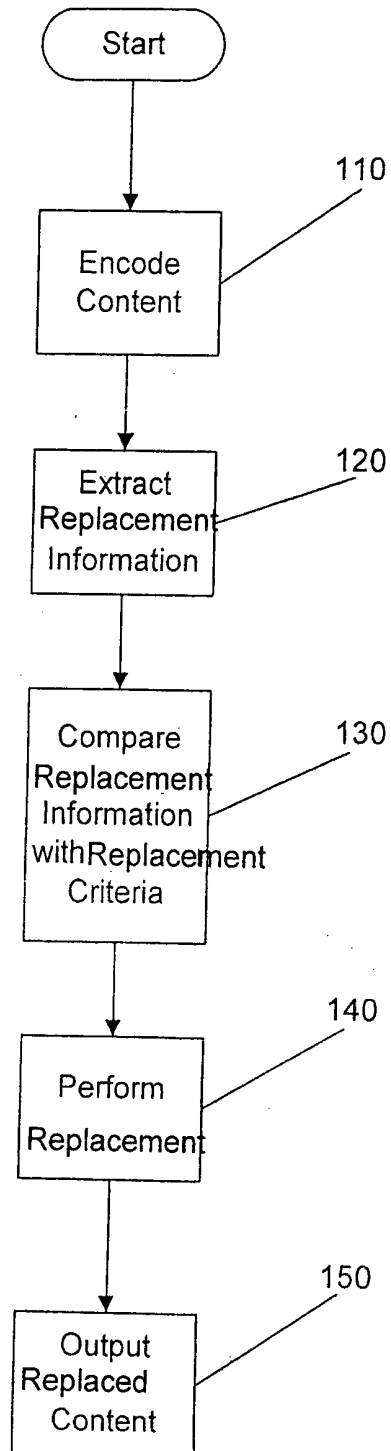 Start
110
Encode
Content
120
Extract
Replacement
Information
130
Compare
Replacement
Information
withReplacement
Criteria
140
Perform
Replacement
150
Output
Replaced
Content